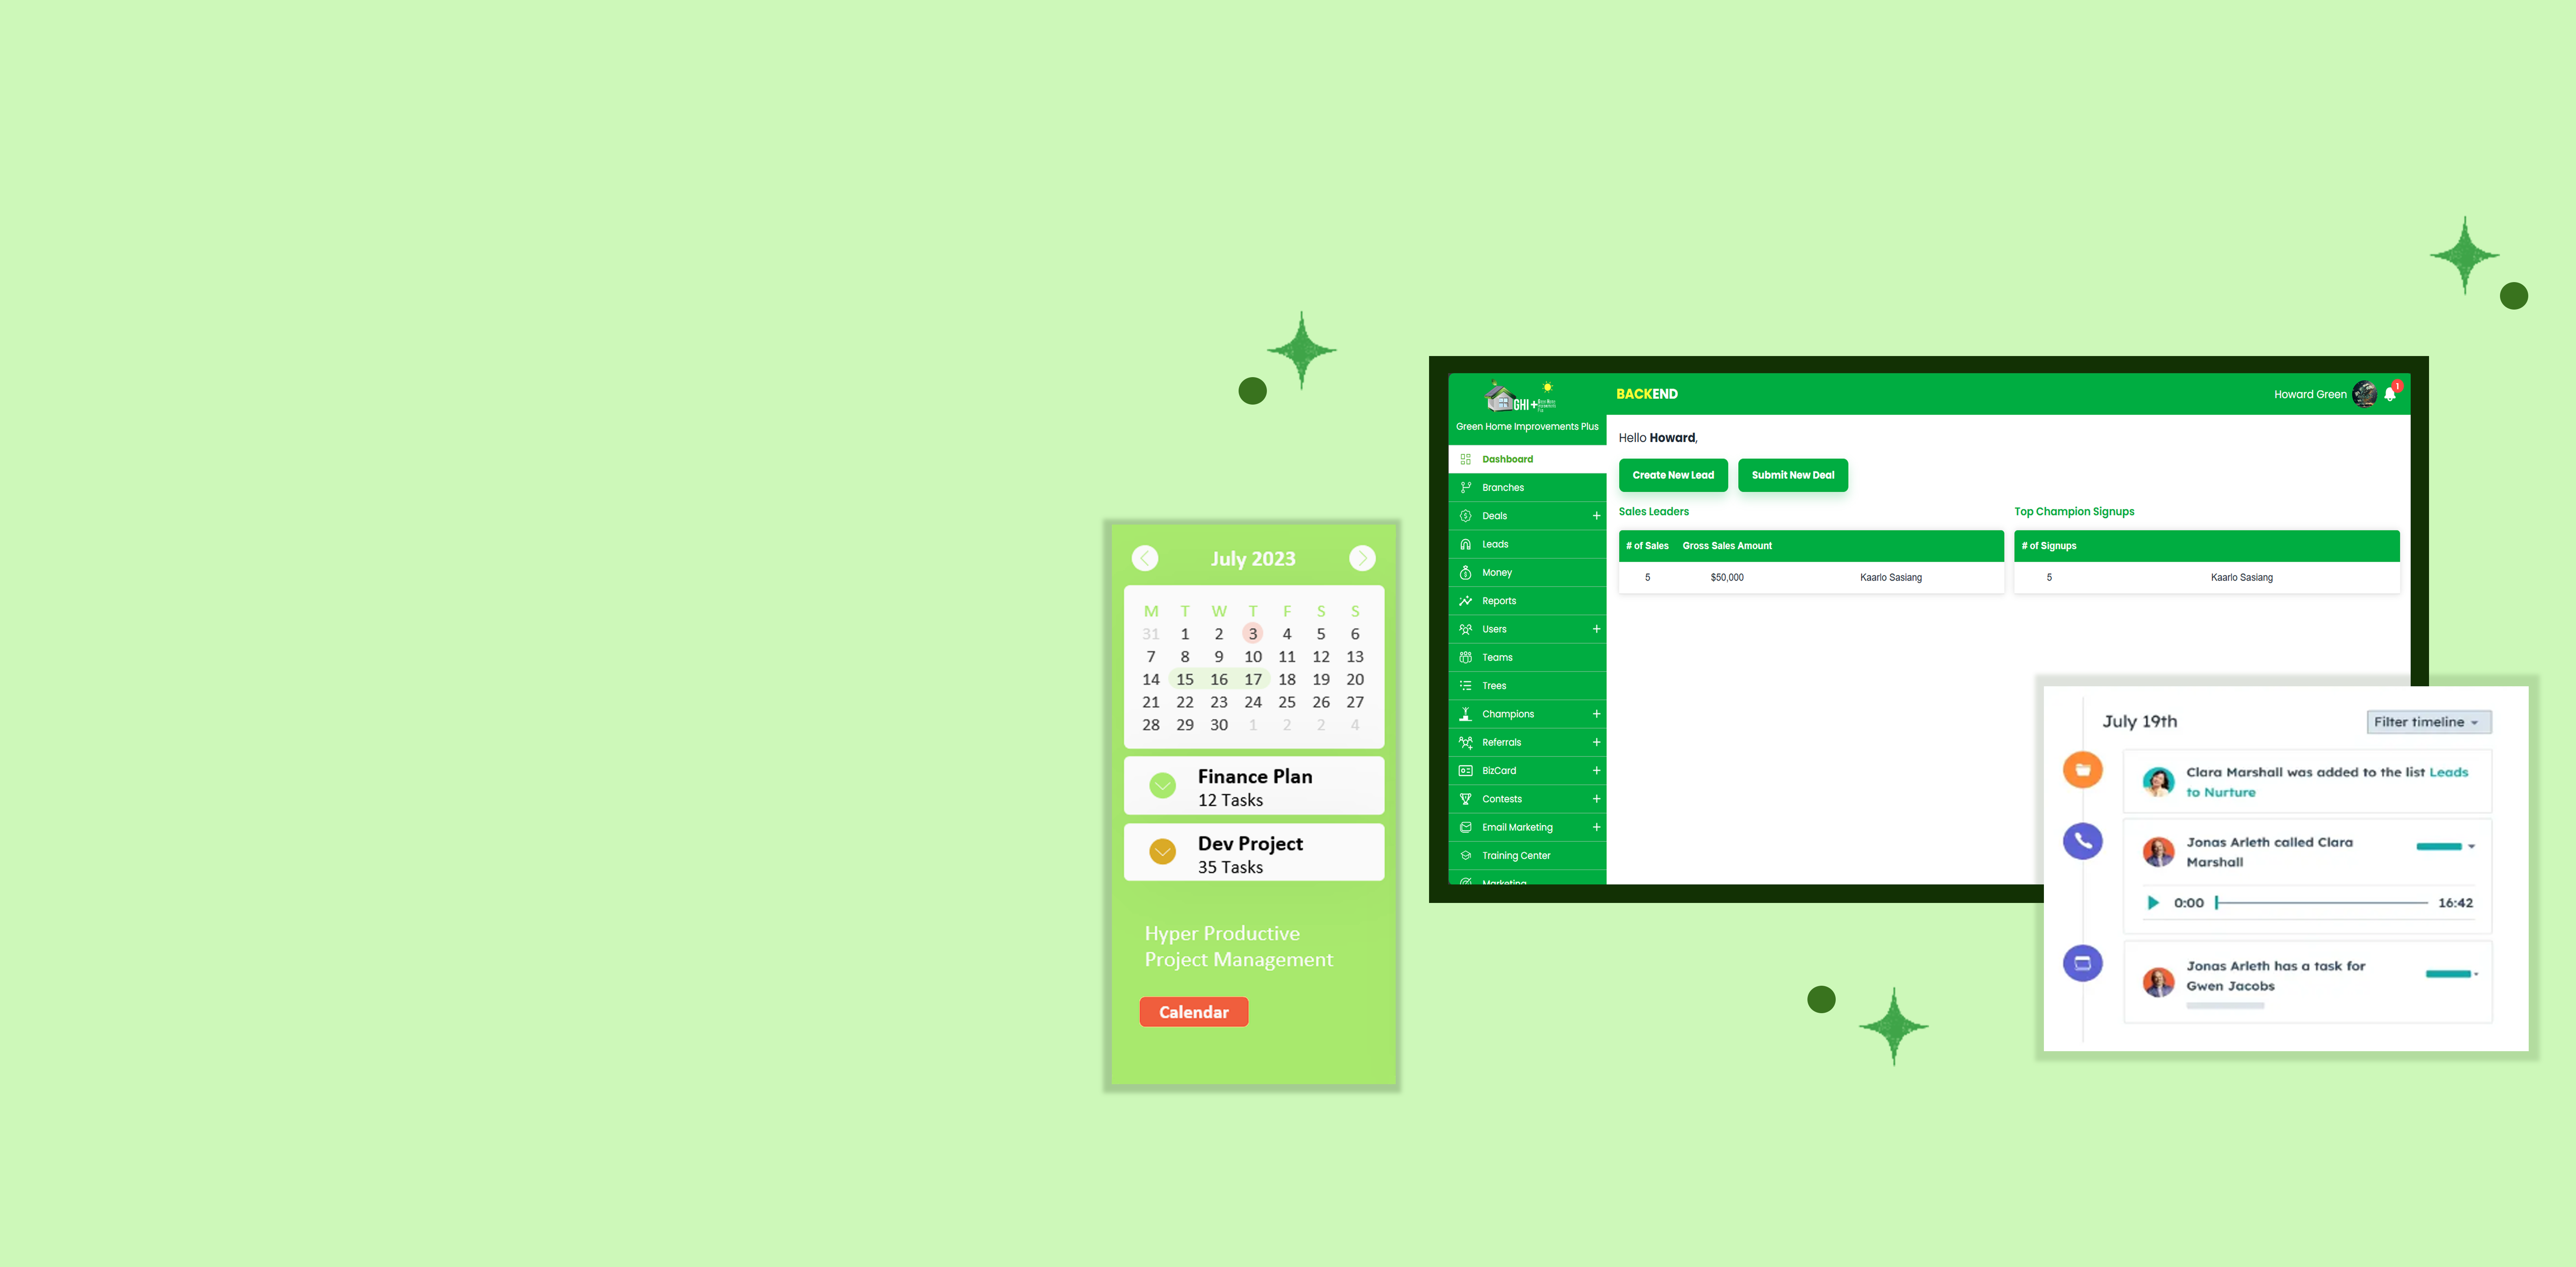 July 2023
M T W T F S S
31 1 2 3 4 5 6
7 8 9 10 11 12 13
14 15 16 17 18 19 20
21 22 23 24 25 26 27
28 29 30 1 2 2 4
Finance Plan
12 Tasks
Dev Project
35 Tasks
Hyper Productive
Project Management
Calendar
GHI+
Green Home Improvements Plus
BACKEND
Howard Green
1
Dashboard
Branches
Deals +
Leads
Money
Reports
Users +
Teams
Trees
Champions +
Referrals +
BizCard +
Contests +
Email Marketing +
Training Center
Marketing
Hello Howard,
Create New Lead Submit New Deal
Sales Leaders
# of Sales Gross Sales Amount
5 $50,000 Kaarlo Sasiang
Top Champion Signups
# of Signups
5 Kaarlo Sasiang
July 19th Filter timeline
Clara Marshall was added to the list Leads
to Nurture
Jonas Arleth called Clara
Marshall
0:00 16:42
Jonas Arleth has a task for
Gwen Jacobs